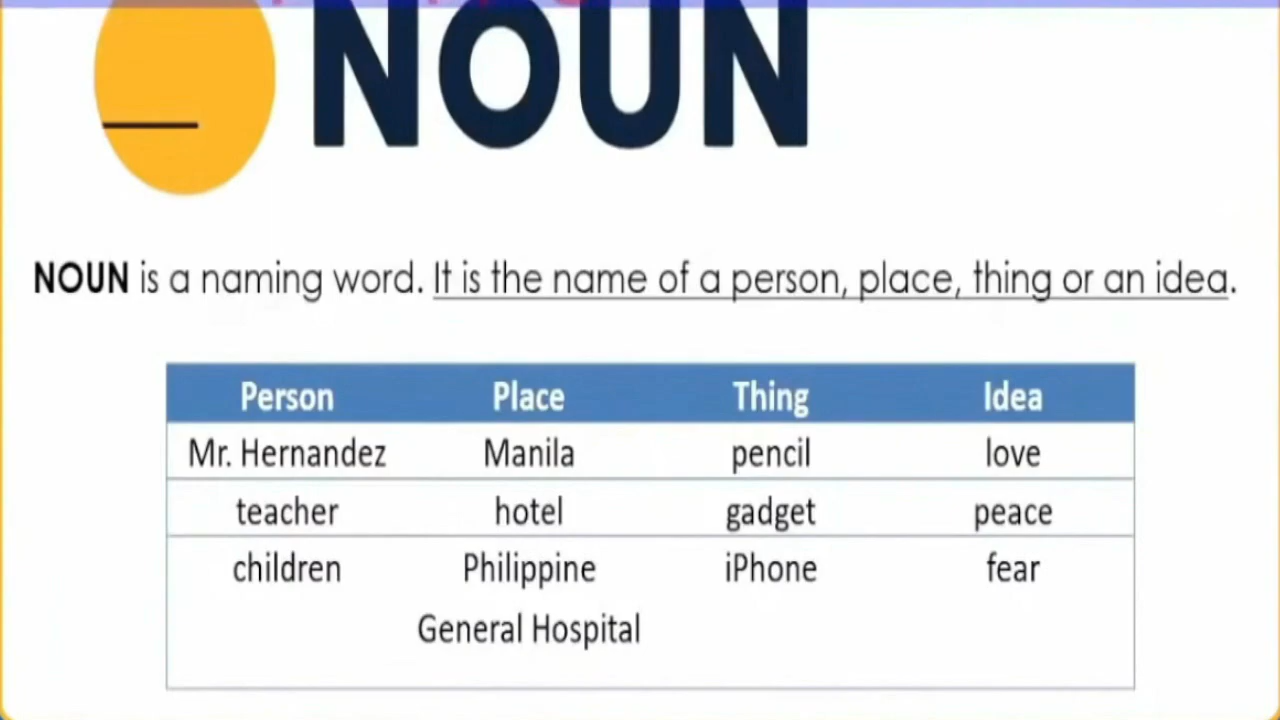 NOUN
NOUN is a naming word. It is the name of a person, place, thing or an idea.
Person Place Thing Idea
Mr. Hernandez Manila pencil love
teacher hotel gadget peace
children Philippine iPhone fear
General Hospital